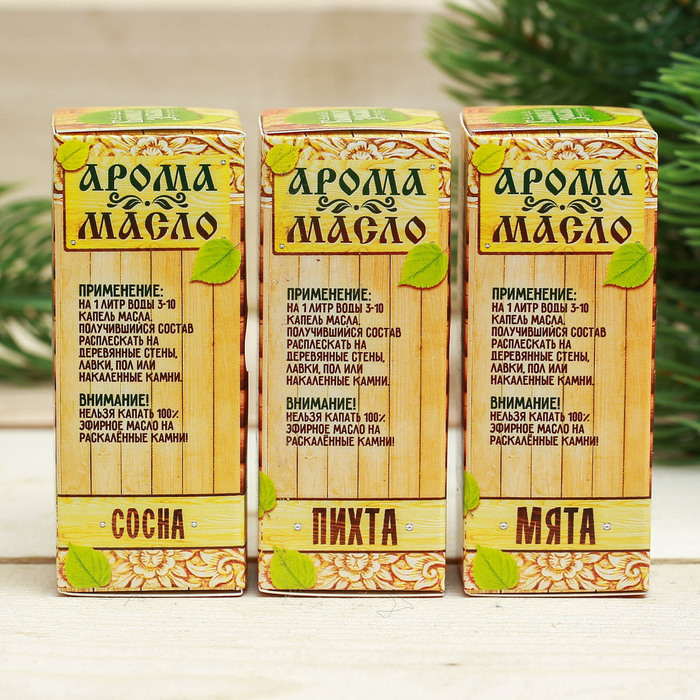 АРОМА
МАСЛО
ПРИМЕНЕНИЕ:
НА 1 ЛИТР ВОДЫ 3-10
КАПЕЛЬ МАСЛА,
ПОЛУЧИВШИЙСЯ СОСТАВ
РАСПЛЕСКАТЬ НА
ДЕРЕВЯННЫЕ СТЕНЫ,
ЛАВКИ, ПОЛ ИЛИ
НАКАЛЕННЫЕ КАМНИ.
ВНИМАНИЕ!
НЕЛЬЗЯ КАПАТЬ 100%
ЭФИРНОЕ МАСЛО НА
РАСКАЛЁННЫЕ КАМНИ!
СОСНА
АРОМА
МАСЛО
ПРИМЕНЕНИЕ:
НА 1 ЛИТР ВОДЫ 3-10
КАПЕЛЬ МАСЛА,
ПОЛУЧИВШИЙСЯ СОСТАВ
РАСПЛЕСКАТЬ НА
ДЕРЕВЯННЫЕ СТЕНЫ,
ЛАВКИ, ПОЛ ИЛИ
НАКАЛЕННЫЕ КАМНИ.
ВНИМАНИЕ!
НЕЛЬЗЯ КАПАТЬ 100%
ЭФИРНОЕ МАСЛО НА
РАСКАЛЁННЫЕ КАМНИ!
ПИХТА
АРОМА
МАСЛО
ПРИМЕНЕНИЕ:
НА 1 ЛИТР ВОДЫ 3-10
КАПЕЛЬ МАСЛА,
ПОЛУЧИВШИЙСЯ СОСТАВ
РАСПЛЕСКАТЬ НА
ДЕРЕВЯННЫЕ СТЕНЫ,
ЛАВКИ, ПОЛ ИЛИ
НАКАЛЕННЫЕ КАМНИ.
ВНИМАНИЕ!
НЕЛЬЗЯ КАПАТЬ 100%
ЭФИРНОЕ МАСЛО НА
РАСКАЛЁННЫЕ КАМНИ!
МЯТА